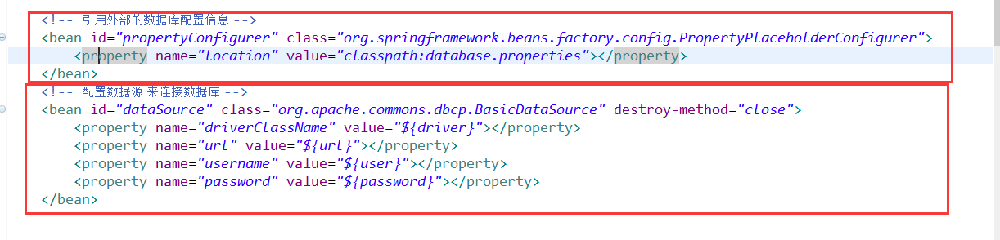 <!-- 引用外部的数据库配置信息 -->
<bean id="propertyConfigurer" class="org.springframework.beans.factory.config.PropertyPlaceholderConfigurer">
<property name="location" value="classpath:database.properties"></property>
</bean>
<!-- 配置数据源 来连接数据库 -->
<bean id="dataSource" class="org.apache.commons.dbcp.BasicDataSource" destroy-method="close">
<property name="driverClassName" value="${driver}"></property>
<property name="url" value="${url}"></property>
<property name="username" value="${user}"></property>
<property name="password" value="${password}"></property>
</bean>